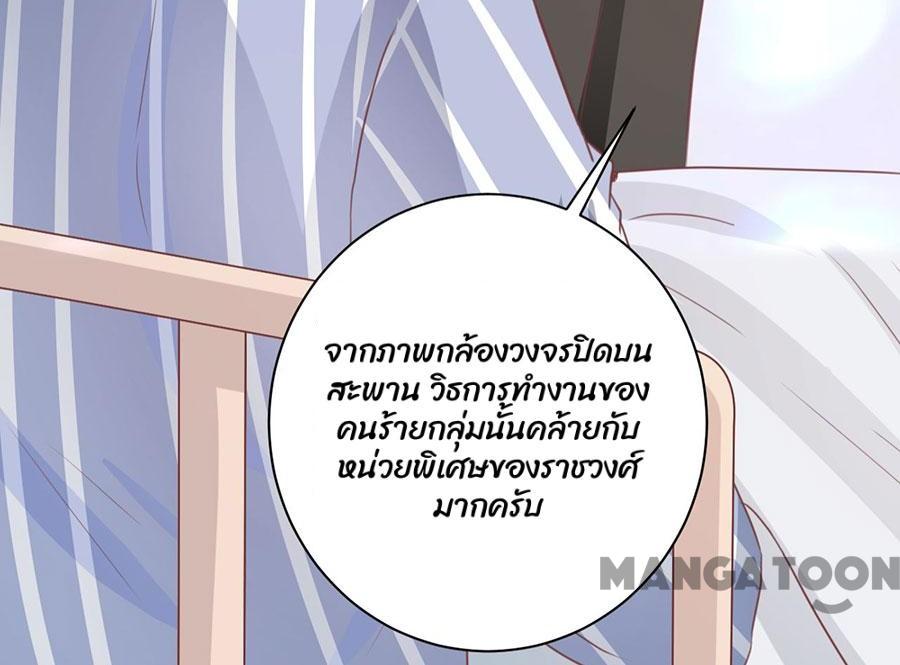 จากภาพกล้องวงจรปิดบน
สะพาน วิธีการทำงานของ
คนร้ายกลุ่มนั้นคล้ายกับ
หน่วยพิเศษของราชวงศ์
มากครับ
MANGATOON